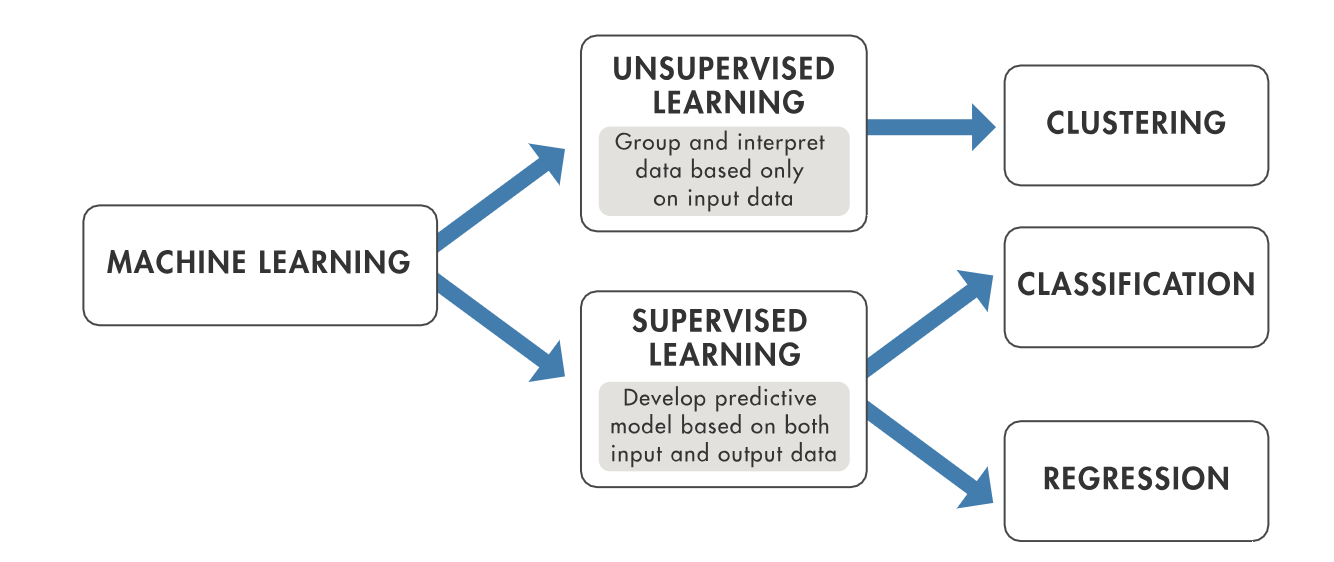 MACHINE LEARNING
UNSUPERVISED
LEARNING
Group and interpret
data based only
on input data
SUPERVISED
LEARNING
Develop predictive
model based on both
input and output data
CLUSTERING
CLASSIFICATION
REGRESSION